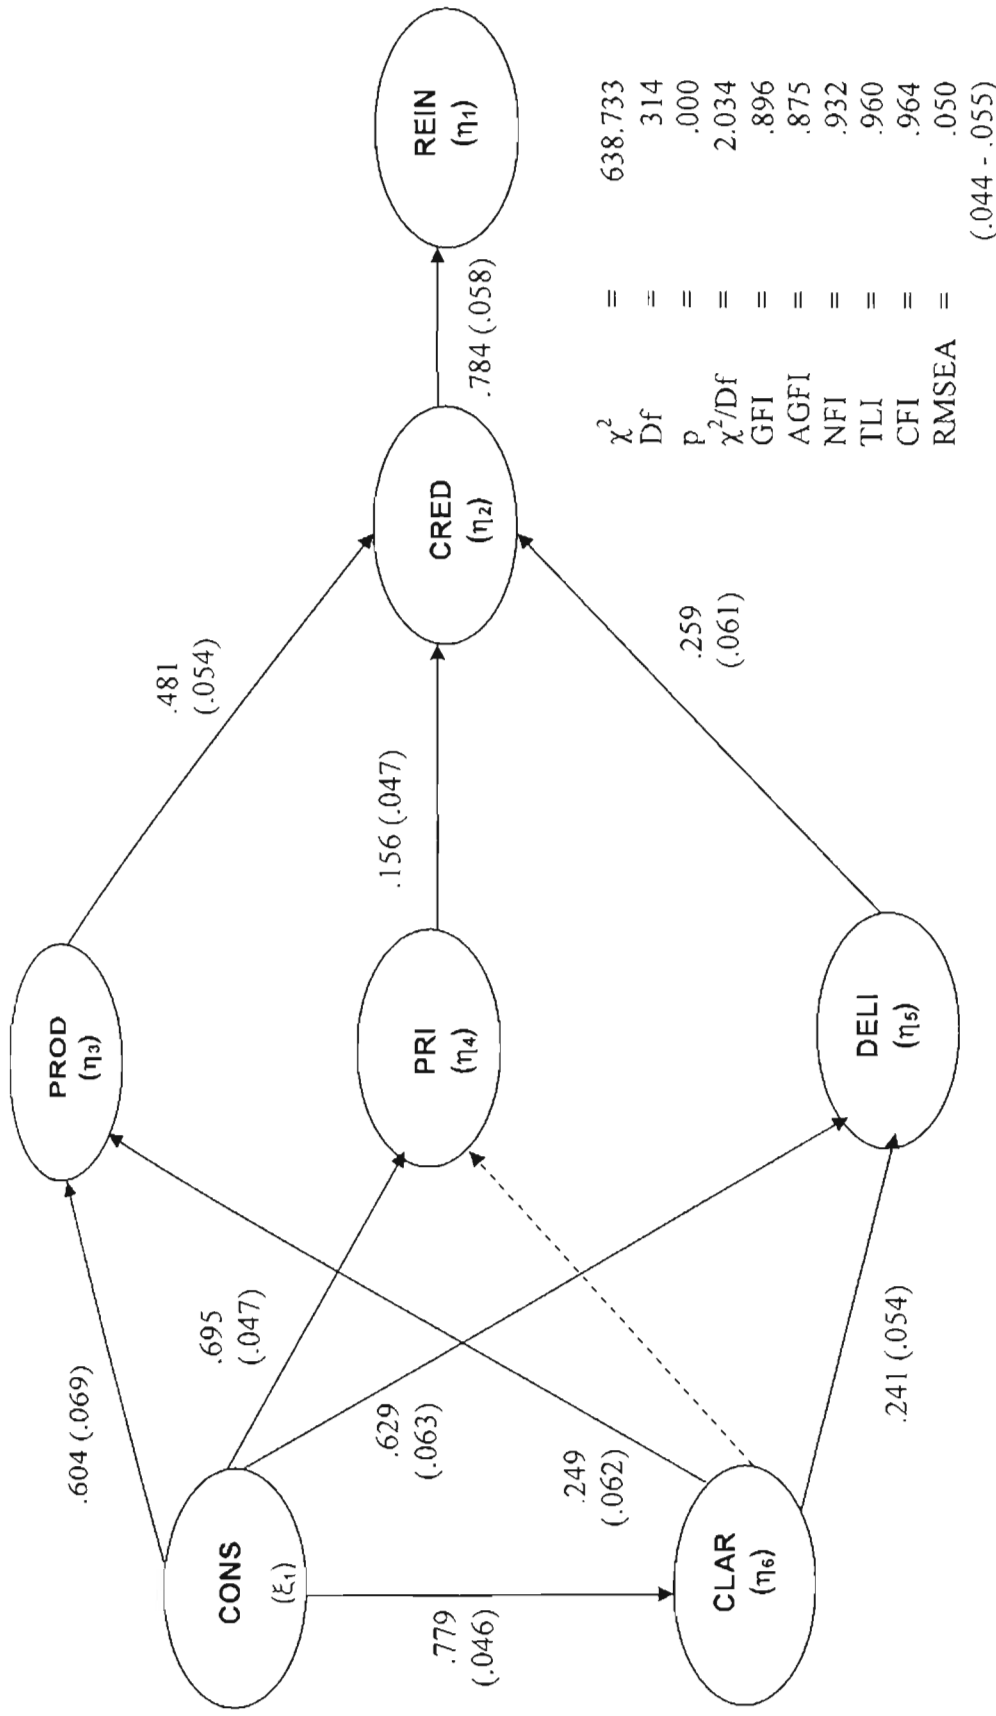 PROD
(η3)
.604 (.069)
.481
(.054)
CONS
(ξ1)
.695
(.047)
PRI
(η4)
.156 (.047)
CRED
(η2)
.784 (.058)
REIN
(η1)
.629
(.063)
.779
(.046)
.249
(.062)
.259
(.061)
CLAR
(η6)
.241 (.054)
DELI
(η5)
χ2 = 638.733
Df = 314
p = .000
χ2/Df = 2.034
GFI = .896
AGFI = .875
NFI = .932
TLI = .960
CFI = .964
RMSEA = .050
(.044 - .055)